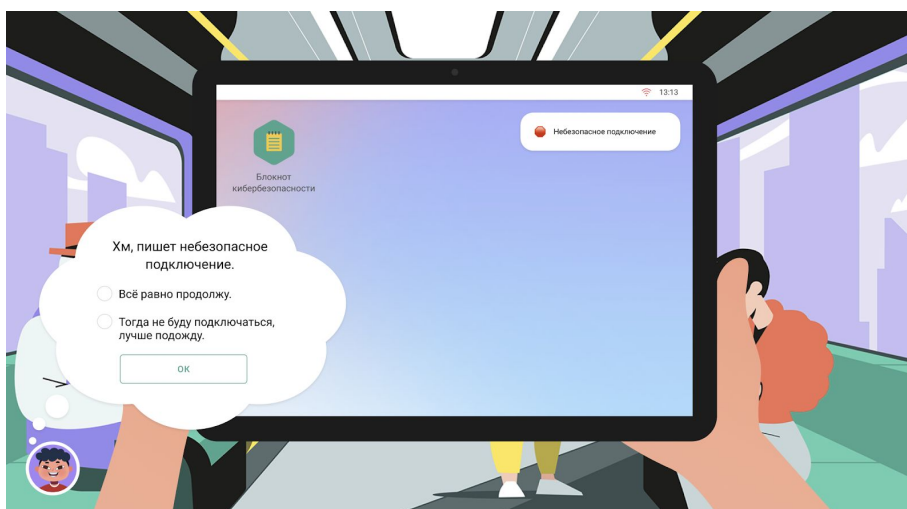 13:13
Небезопасное подключение
Блокнот
кибербезопасности
Хм, пишет небезопасное
подключение.
Всё равно продолжу.
Тогда не буду подключаться,
лучше подожду.
ОК